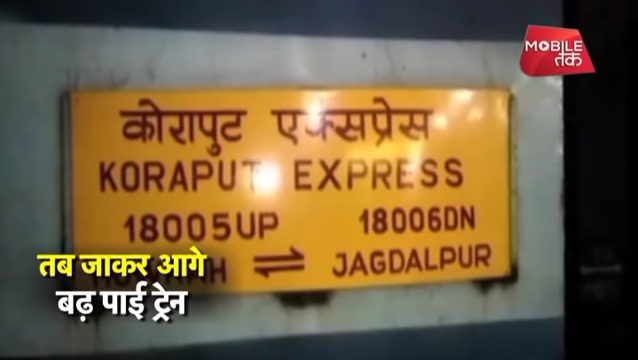 MOBILE
तक
कोरापुट एक्सप्रेस
KORAPUT EXPRESS
18005UP 18006DN
⇌ JAGDALPUR
तब जाकर आगे
बढ़ पाई ट्रेन